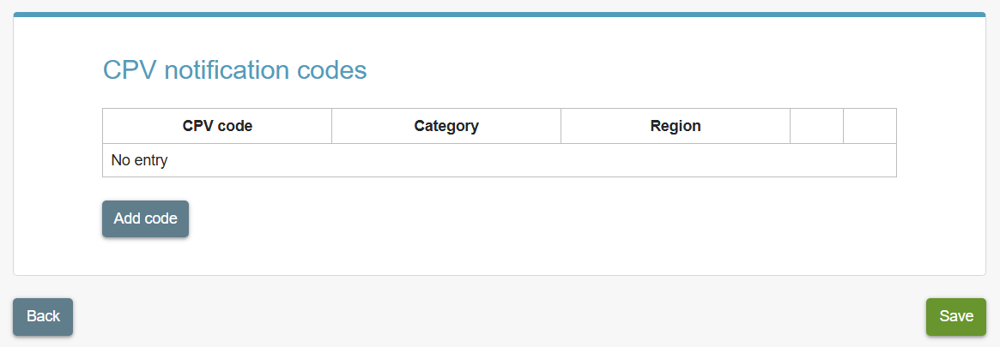 CPV notification codes
CPV code Category Region
No entry
Add code
Back Save